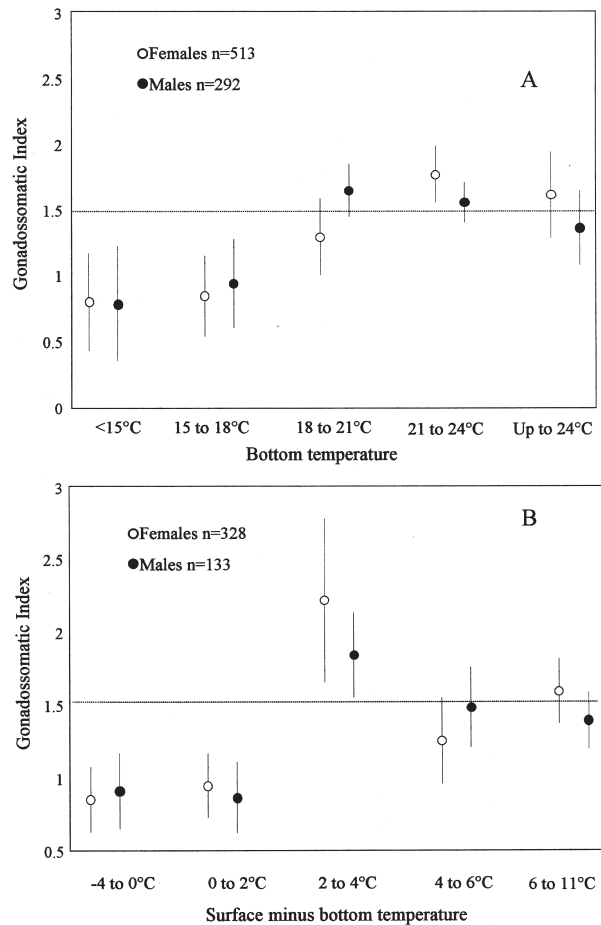 3
2.5
2
1.5
1
0.5
0
Gonadossomatic Index
Females n=513
Males n=292
A
<15°C 15 to 18°C 18 to 21°C 21 to 24°C Up to 24°C
Bottom temperature
3
2.5
2
1.5
1
0.5
Gonadossomatic Index
Females n=328
Males n=133
B
-4 to 0°C 0 to 2°C 2 to 4°C 4 to 6°C 6 to 11°C
Surface minus bottom temperature